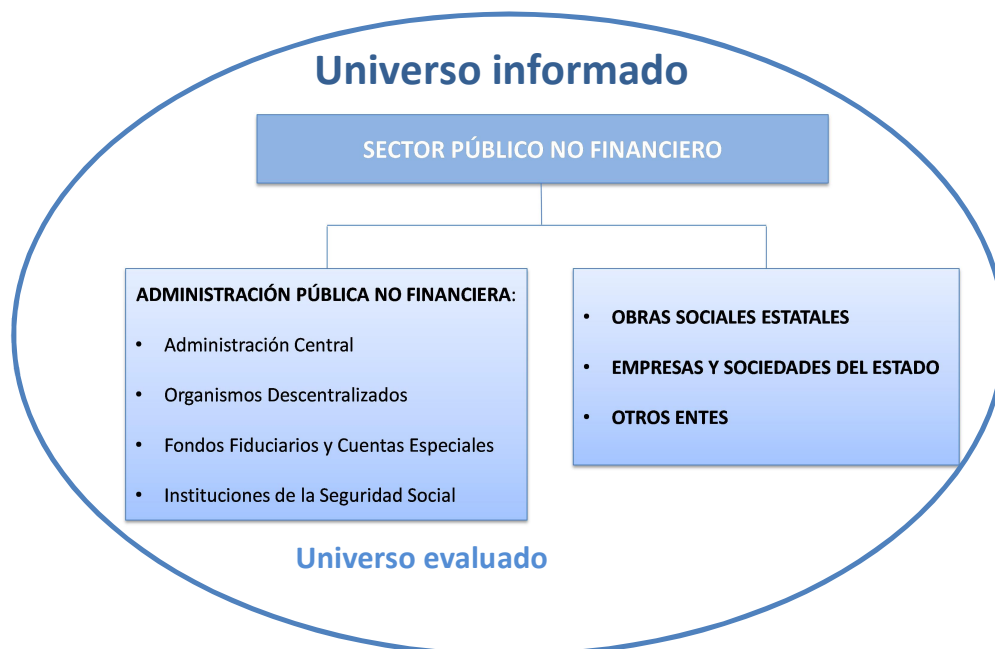 Universo informado
SECTOR PÚBLICO NO FINANCIERO
ADMINISTRACIÓN PÚBLICA NO FINANCIERA:
• Administración Central
• Organismos Descentralizados
• Fondos Fiduciarios y Cuentas Especiales
• Instituciones de la Seguridad Social
• OBRAS SOCIALES ESTATALES
• EMPRESAS Y SOCIEDADES DEL ESTADO
• OTROS ENTES
Universo evaluado